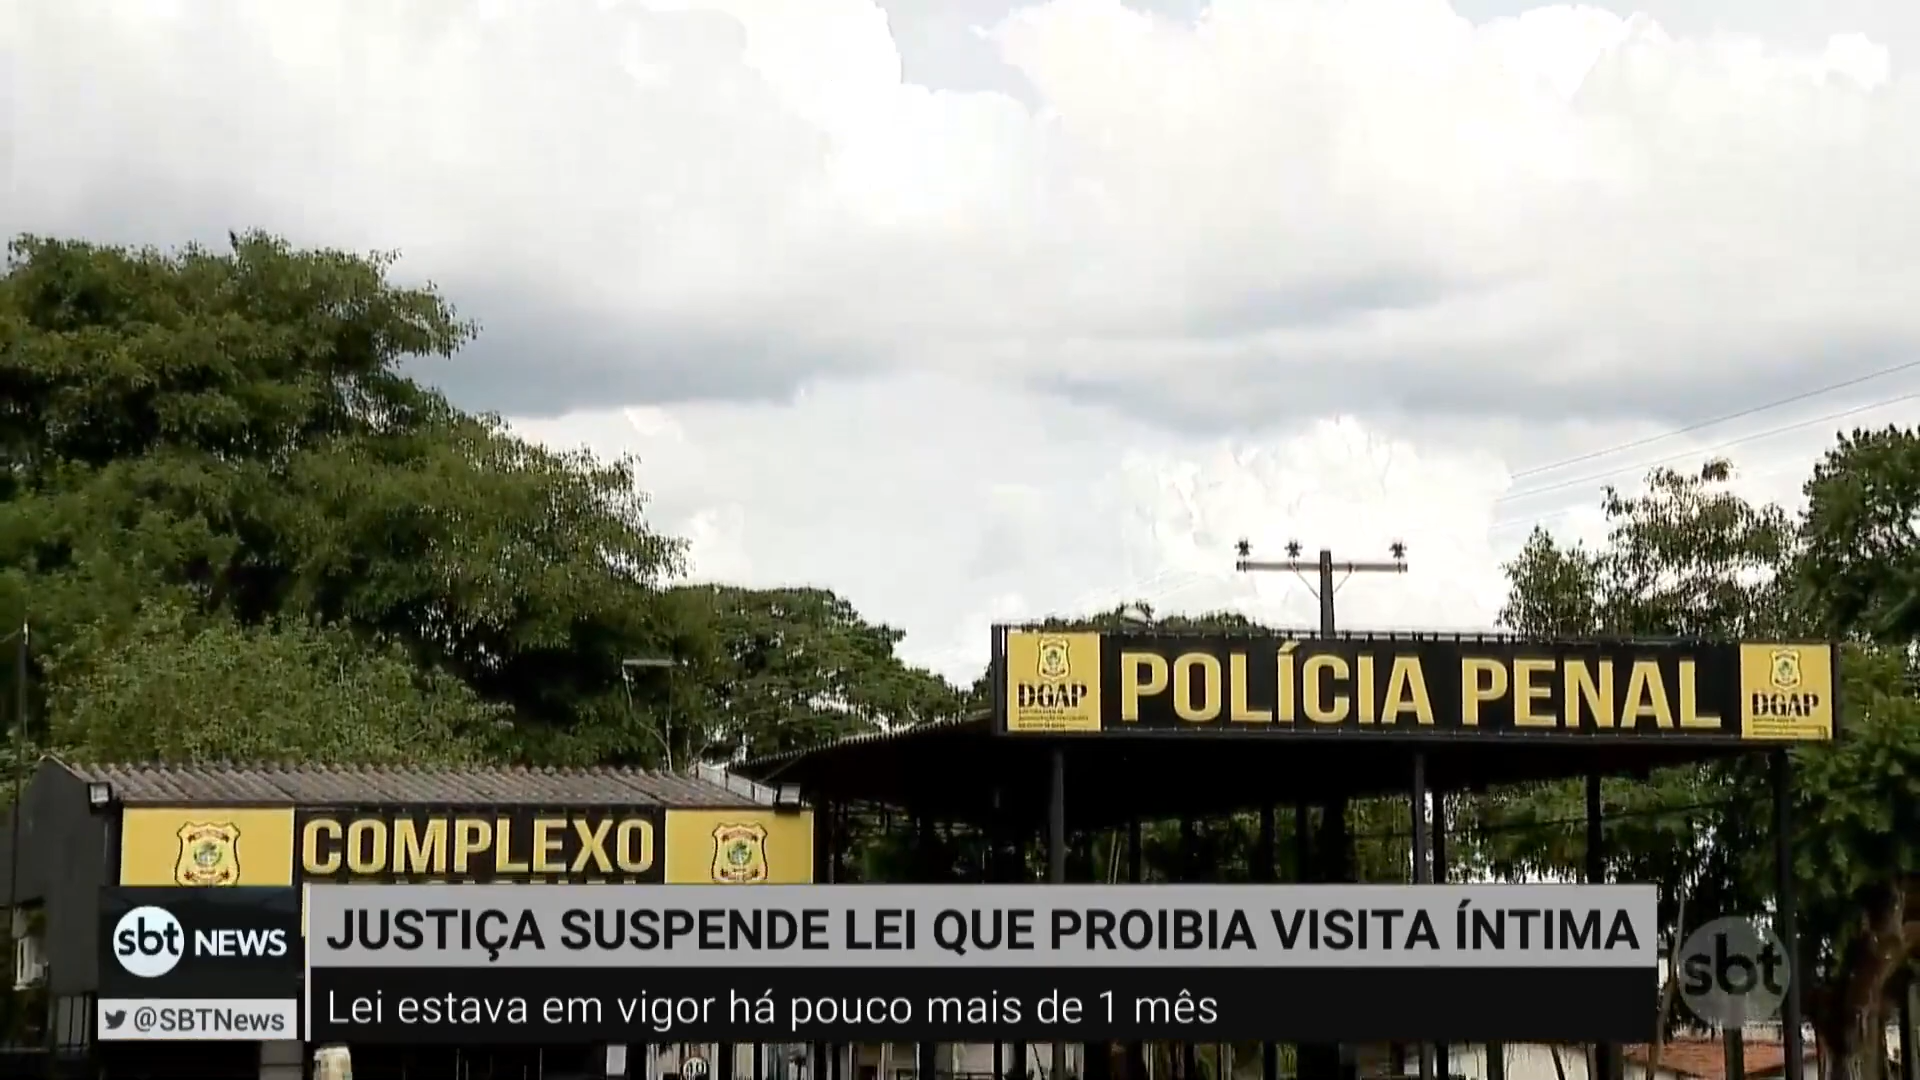 DGAP
POLÍCIA PENAL
DGAP
COMPLEXO
sbt NEWS
JUSTIÇA SUSPENDE LEI QUE PROIBIA VISITA ÍNTIMA
sbt
@SBTNews
Lei estava em vigor há pouco mais de 1 mês